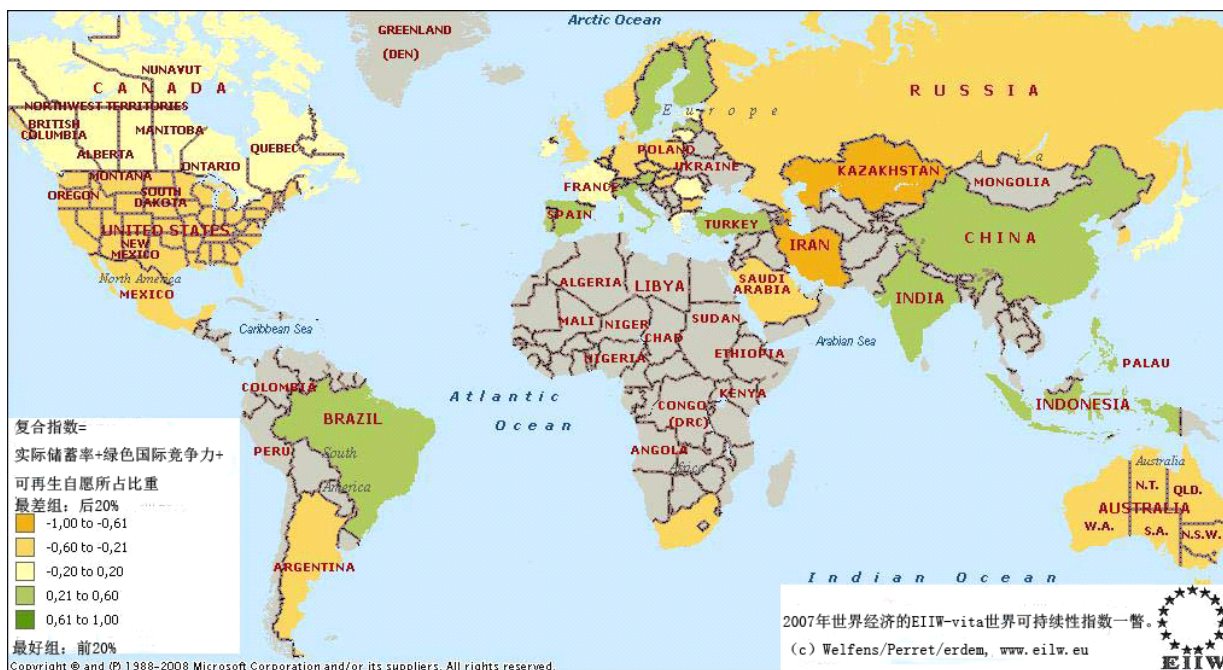 Arctic Ocean
GREENLAND
(DEN)
NUNAVUT
CANADA
NORTHWEST TERRITORIES
BRITISH
COLUMBIA
MANITOBA
ALBERTA
QUEBEC
ONTARIO
MONTANA
OREGON
SOUTH
DAKOTA
UNITED STATES
NEW
MEXICO
North America
MEXICO
Caribbean Sea
RUSSIA
Europe
Asia
POLAND
UKRAINE
FRANCE
SPAIN
TURKEY
KAZAKHSTAN
MONGOLIA
CHINA
IRAN
INDIA
SAUDI
ARABIA
ALGERIA
LIBYA
MALI
NIGER
CHAD
SUDAN
NIGERIA
ETHIOPIA
Arabian Sea
PALAU
KENYA
CONGO
(DRC)
ANGOLA
Africa
INDONESIA
Atlantic
Ocean
COLOMBIA
BRAZIL
PERU
South
America
ARGENTINA
Australia
N.T.
QLD.
AUSTRALIA
W.A.
S.A.
N.S.W.
Indian Ocean
复合指数=
实际储蓄率+绿色国际竞争力+
可再生自愿所占比重
最差组：后20%
-1,00 to -0,61
-0,60 to -0,21
-0,20 to 0,20
0,21 to 0,60
0,61 to 1,00
最好组：前20%
2007年世界经济的EIIW-vita世界可持续性指数一瞥。
(c) Welfens/Perret/erdem, www.eilw.eu
EIIW
Copyright © and (P) 1988-2008 Microsoft Corporation and/or its suppliers. All rights reserved.